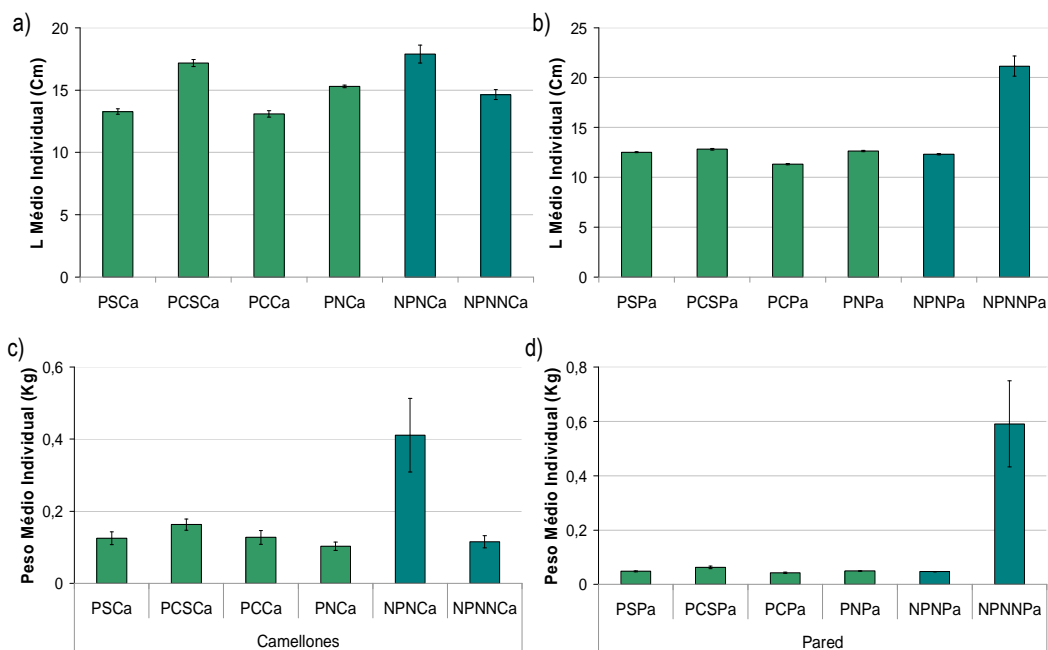 a)
L Médio Individual (Cm)
20
15
10
5
0
PSCa PCSCa PCCa PNCa NPNCa NPNNCa
b)
L Médio Individual (Cm)
25
20
15
10
5
0
PSPa PCSPa PCPa PNPa NPNPa NPNNPa
c)
Peso Médio Individual (Kg)
0,6
0,4
0,2
0
PSCa PCSCa PCCa PNCa NPNCa NPNNCa
Camellones
d)
Peso Médio Individual (Kg)
0,8
0,6
0,4
0,2
0
PSPa PCSPa PCPa PNPa NPNPa NPNNPa
Pared